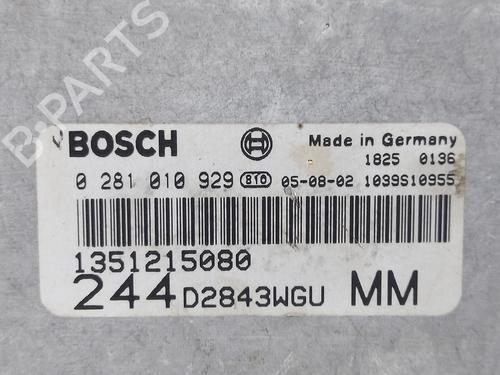 B-PARTS
BOSCH
Made in Germany
1825 0136
0 281 010 929 816 05-08-02 1039S10955
1351215080
244 D2843WGU MM